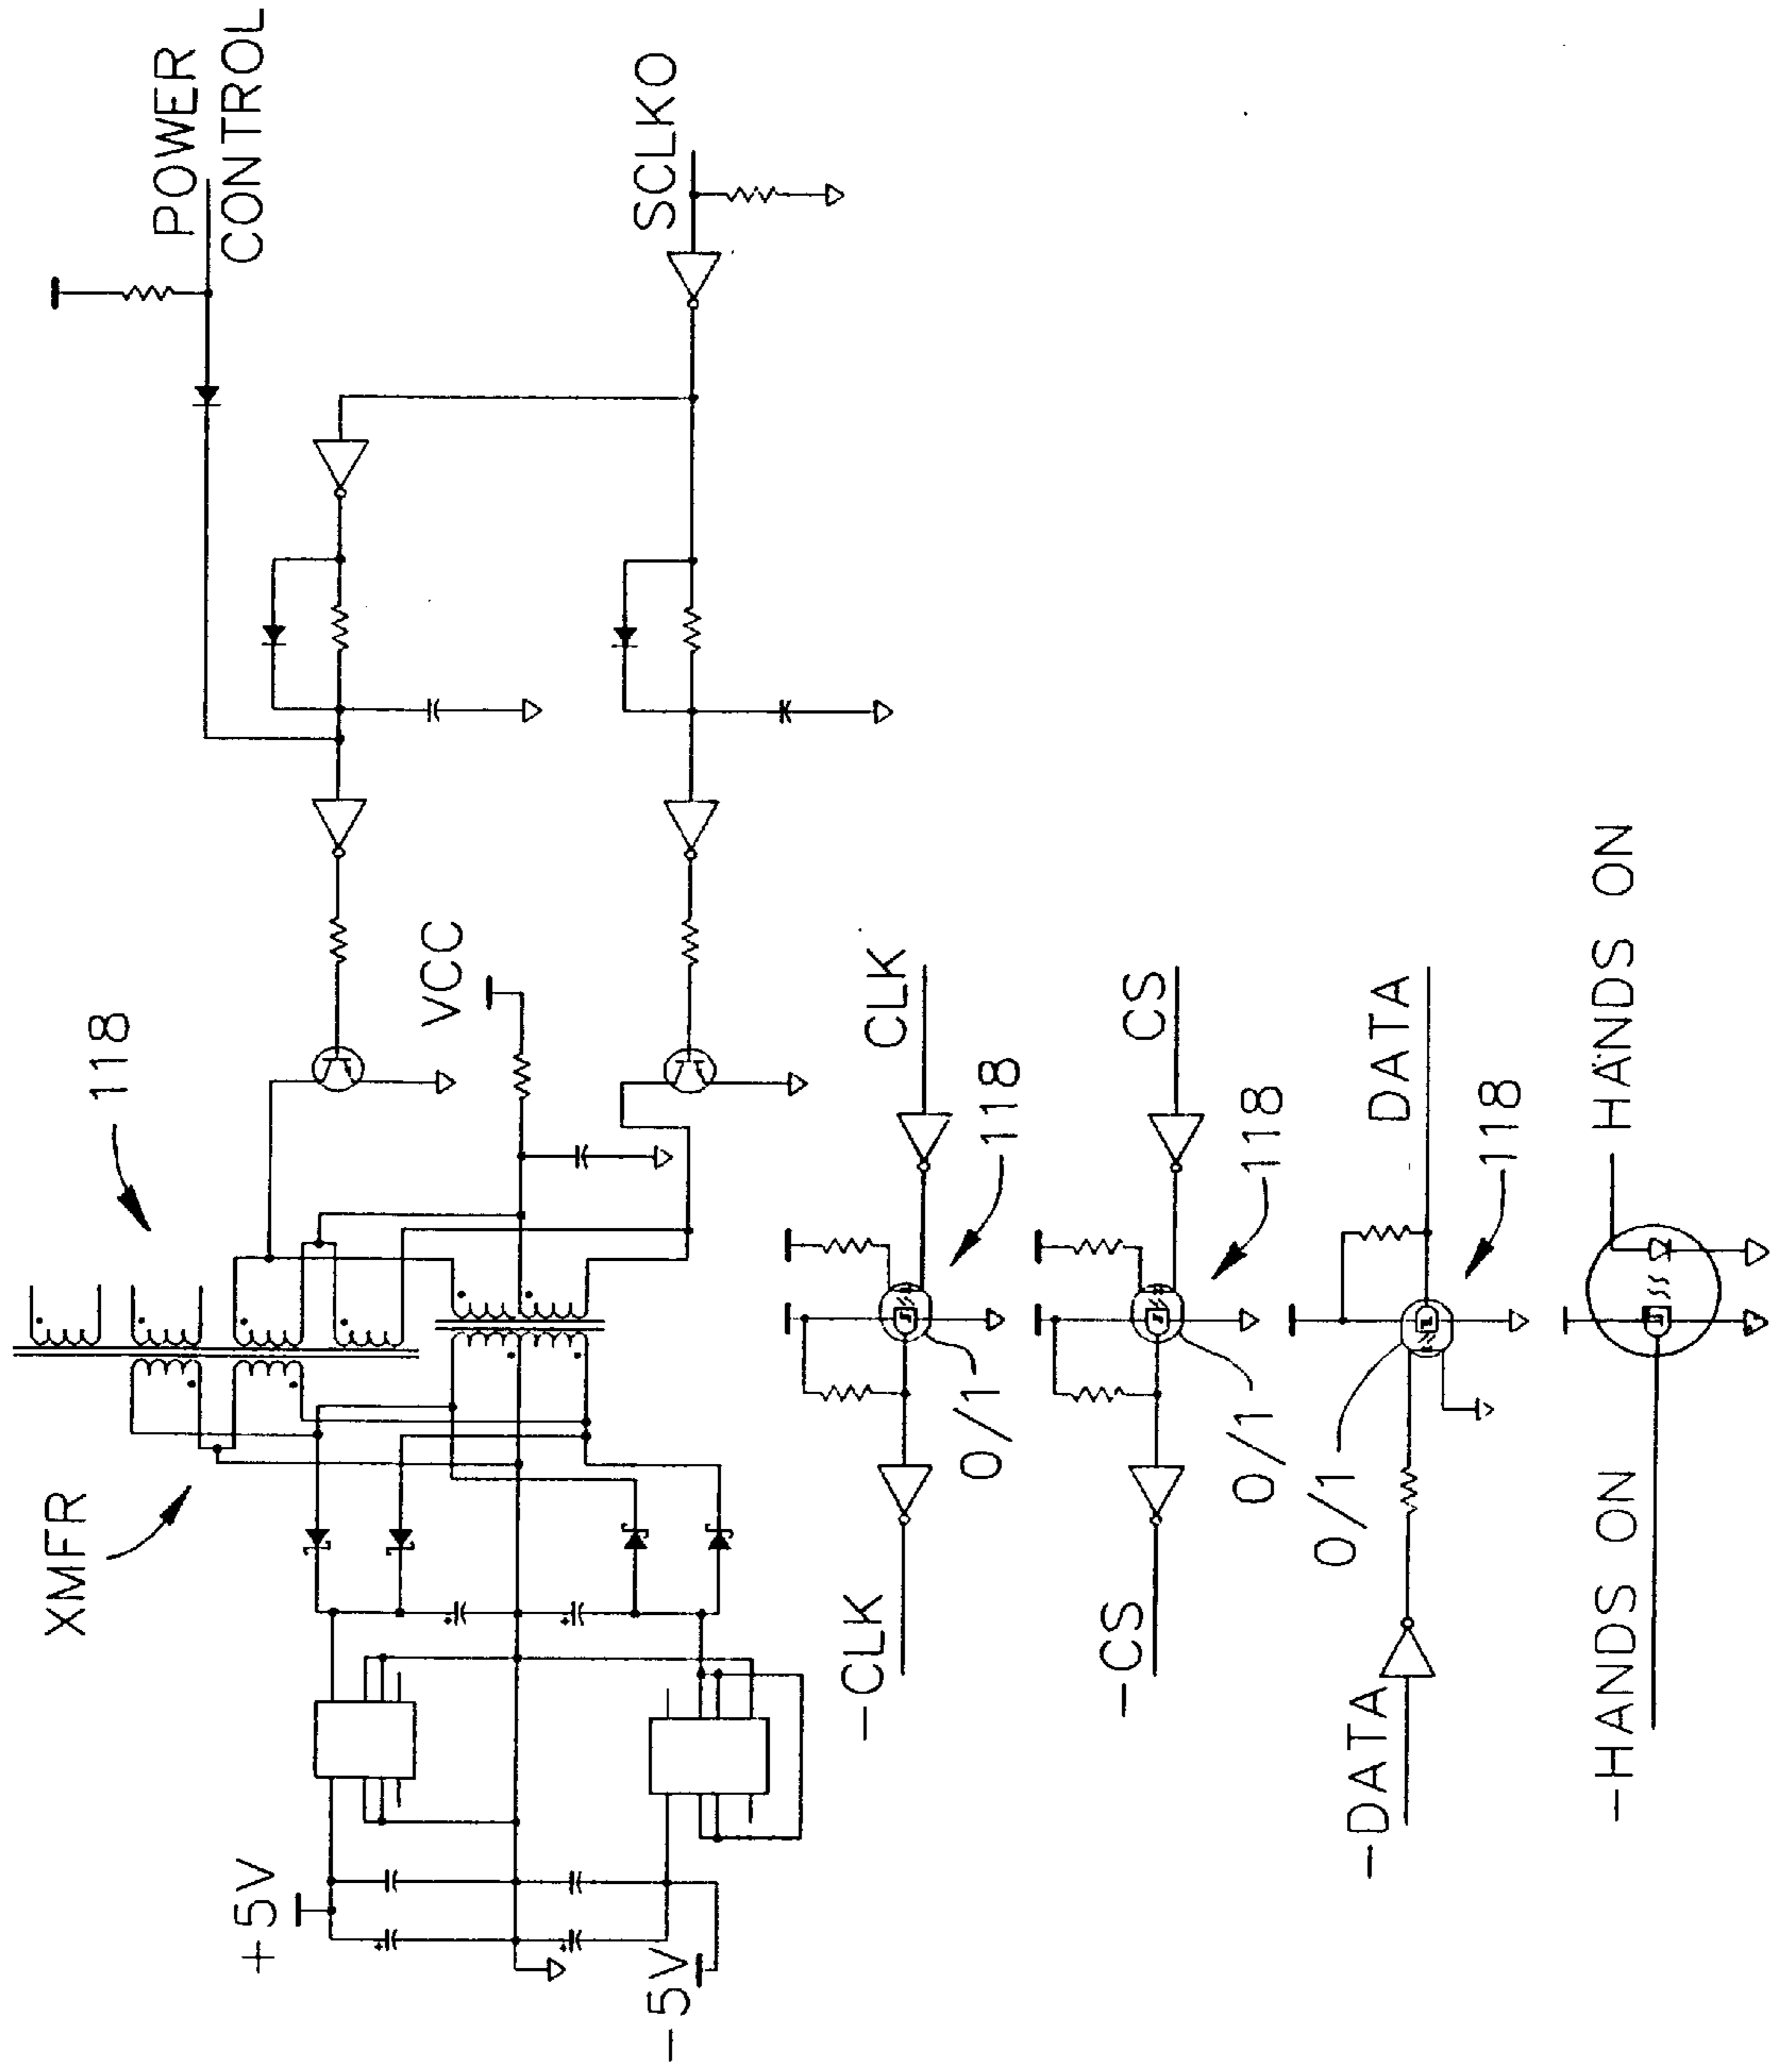 POWER
CONTROL
SCLKO
118
VCC
XMFR
+5V
-5V
CLK
118
0/1
-CLK
CS
118
0/1
-CS
DATA
118
0/1
-DATA
HANDS ON
-HANDS ON